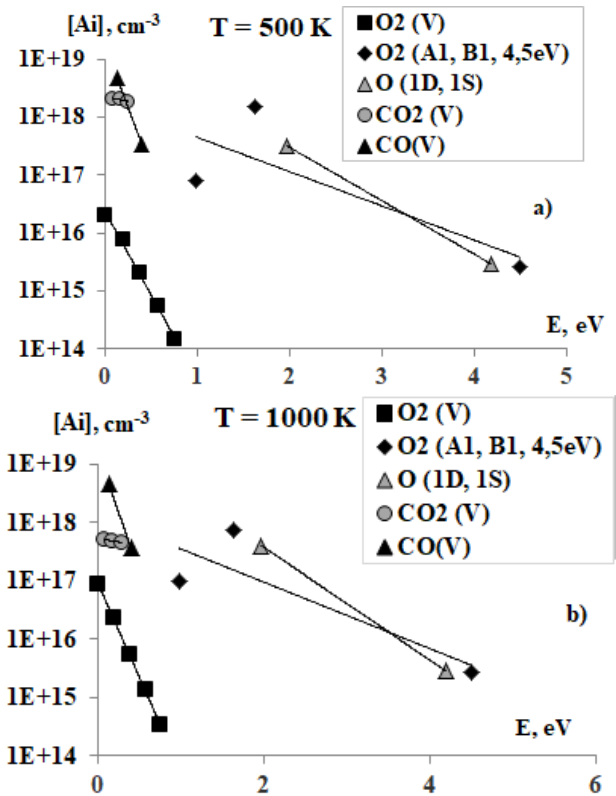 [Ai], cm-3
T = 500 K
O2 (V)
O2 (A1, B1, 4,5eV)
O (1D, 1S)
CO2 (V)
CO(V)
1E+19
1E+18
1E+17
1E+16
1E+15
1E+14
a)
E, eV
0 1 2 3 4 5
[Ai], cm-3
T = 1000 K
O2 (V)
O2 (A1, B1, 4,5eV)
O (1D, 1S)
CO2 (V)
CO(V)
1E+19
1E+18
1E+17
1E+16
1E+15
1E+14
b)
E, eV
0 2 4 6